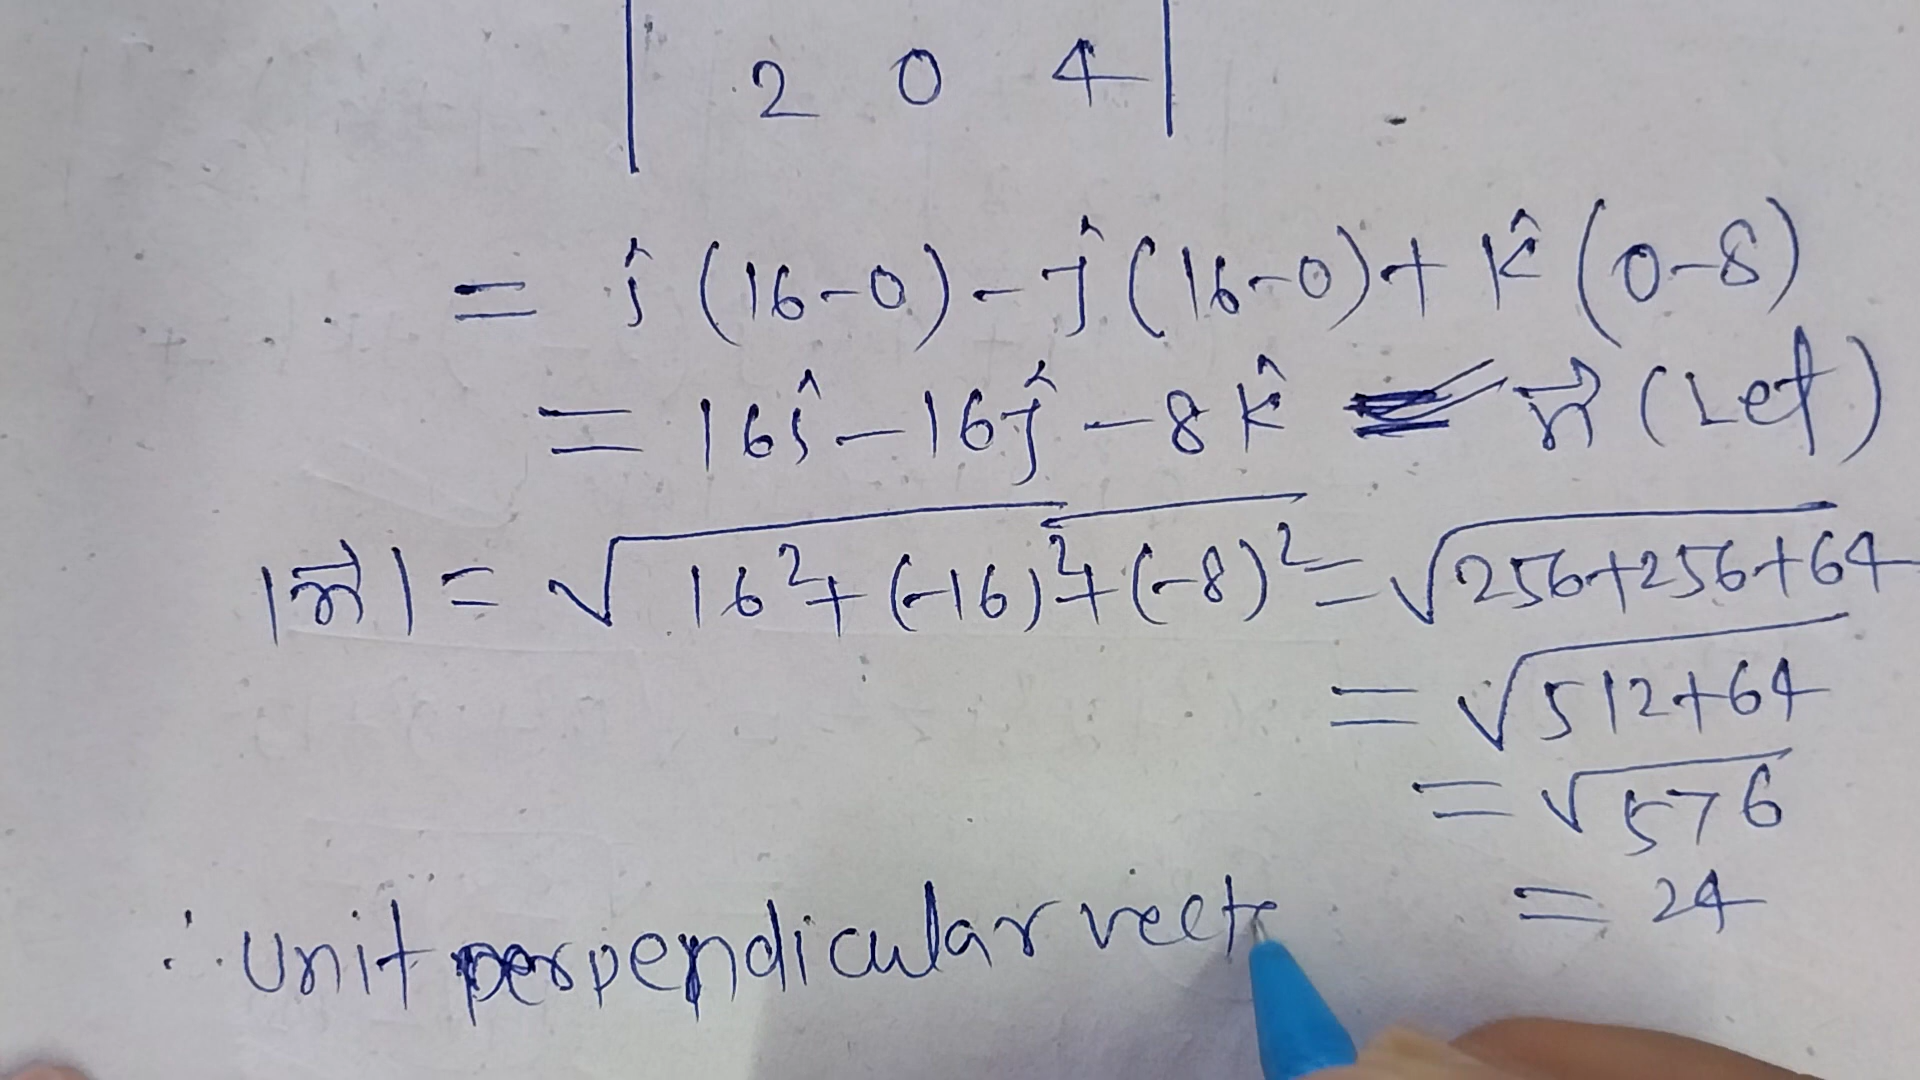 | 2 0 4 |
= î (16-0) - ĵ (16-0) + k̂ (0-8)
= 16î - 16ĵ - 8k̂ = n⃗ (Let)
|n⃗| = √16² + (-16)² + (-8)² = √256+256+64
= √512+64
= √576
= 24
∴ unit perpendicular vecto